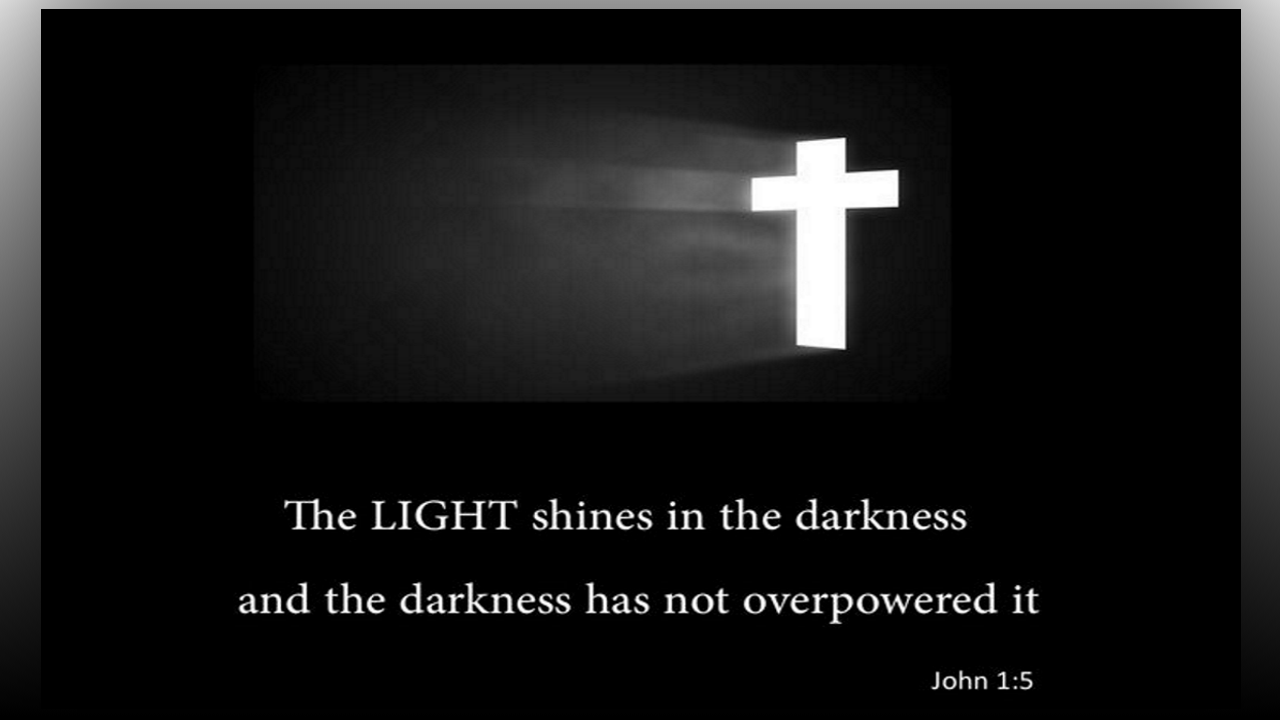 The LIGHT shines in the darkness
and the darkness has not overpowered it
John 1:5